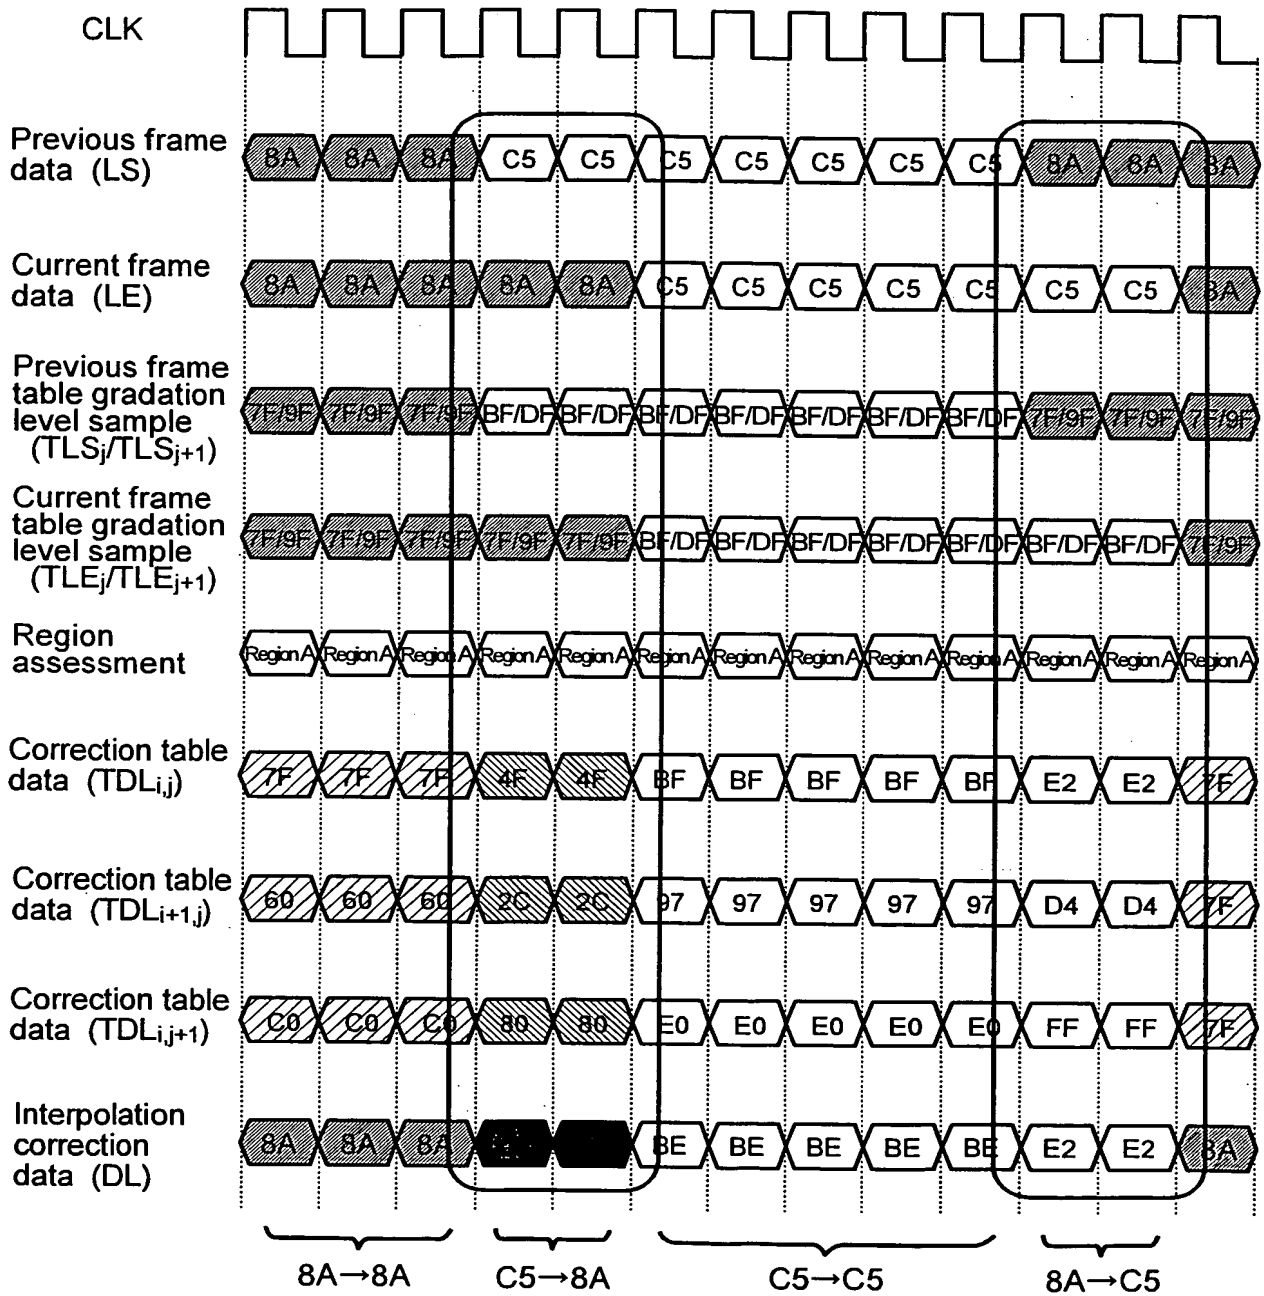 CLK
Previous frame
data (LS)
8A 8A 8A C5 C5 C5 C5 C5 C5 C5 8A 8A 8A
Current frame
data (LE)
8A 8A 8A 8A 8A C5 C5 C5 C5 C5 C5 C5 8A
Previous frame
table gradation
level sample
(TLSj/TLSj+1)
7F/9F 7F/9F 7F/9F BF/DF BF/DF BF/DF BF/DF BF/DF BF/DF BF/DF 7F/9F 7F/9F 7F/9F
Current frame
table gradation
level sample
(TLEj/TLEj+1)
7F/9F 7F/9F 7F/9F 7F/9F 7F/9F BF/DF BF/DF BF/DF BF/DF BF/DF BF/DF BF/DF 7F/9F
Region
assessment
Region A Region A Region A Region A Region A Region A Region A Region A Region A Region A Region A Region A Region A
Correction table
data (TDLi,j)
7F 7F 7F 4F 4F BF BF BF BF BF E2 E2 7F
Correction table
data (TDLi+1,j)
60 60 60 2C 2C 97 97 97 97 97 D4 D4 7F
Correction table
data (TDLi,j+1)
C0 C0 C0 80 80 E0 E0 E0 E0 E0 FF FF 7F
Interpolation
correction
data (DL)
8A 8A 8A BE BE BE BE BE E2 E2 8A
8A→8A C5→8A C5→C5 8A→C5